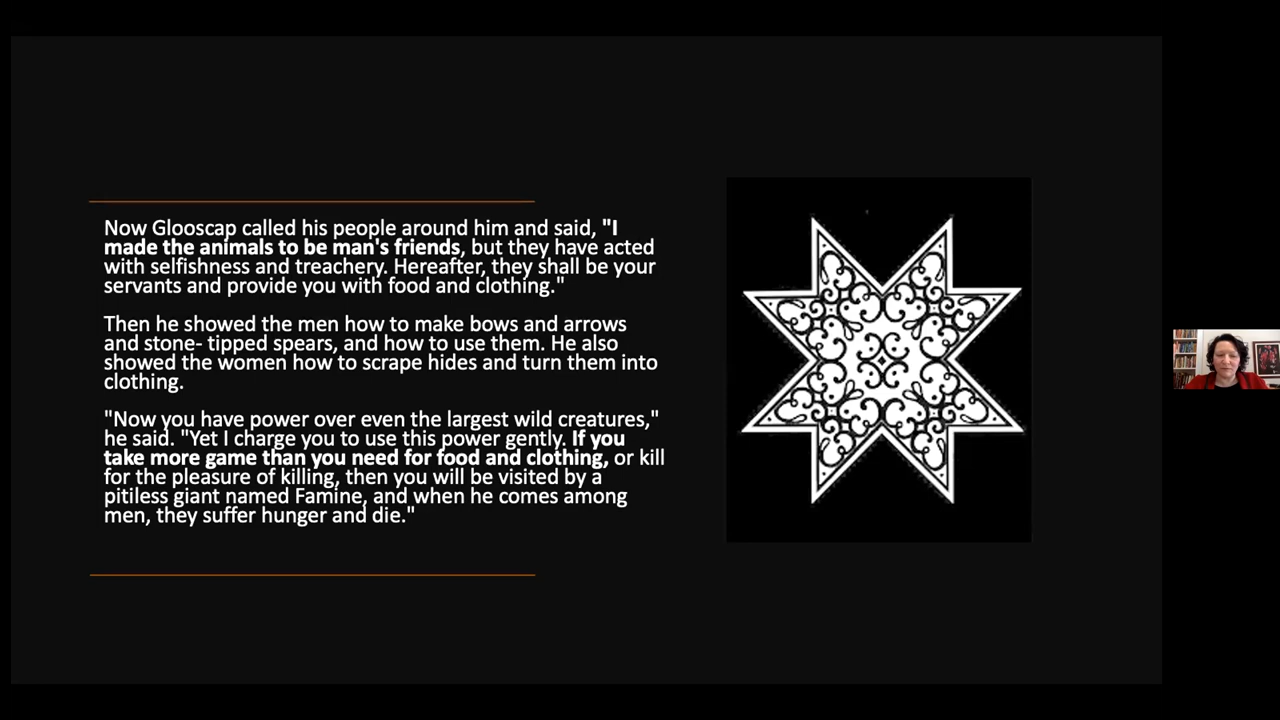 Now Glooscap called his people around him and said, "I
made the animals to be man's friends, but they have acted
with selfishness and treachery. Hereafter, they shall be your
servants and provide you with food and clothing."
Then he showed the men how to make bows and arrows
and stone- tipped spears, and how to use them. He also
showed the women how to scrape hides and turn them into
clothing.
"Now you have power over even the largest wild creatures,"
he said. "Yet I charge you to use this power gently. If you
take more game than you need for food and clothing, or kill
for the pleasure of killing, then you will be visited by a
pitiless giant named Famine, and when he comes among
men, they suffer hunger and die."